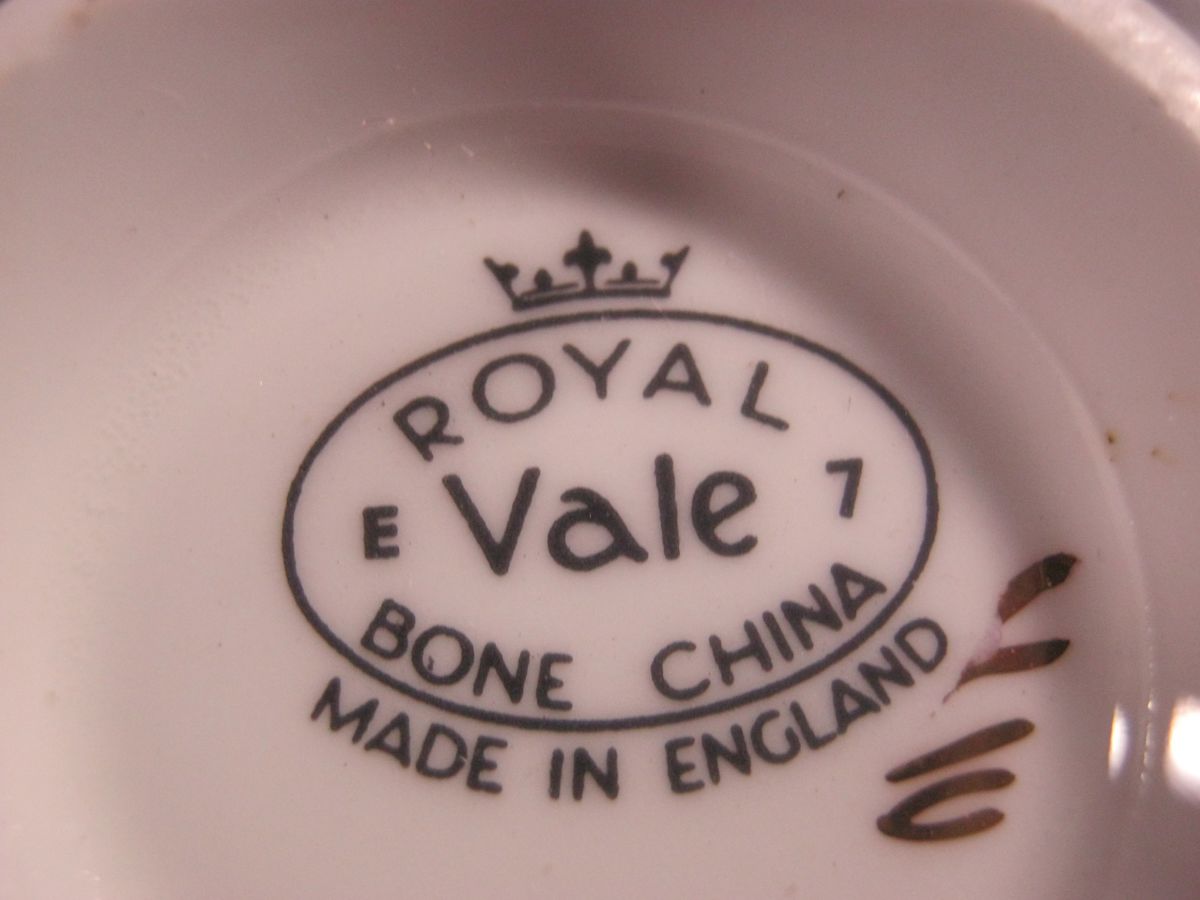 ROYAL
E Vale 7
BONE CHINA
MADE IN ENGLAND